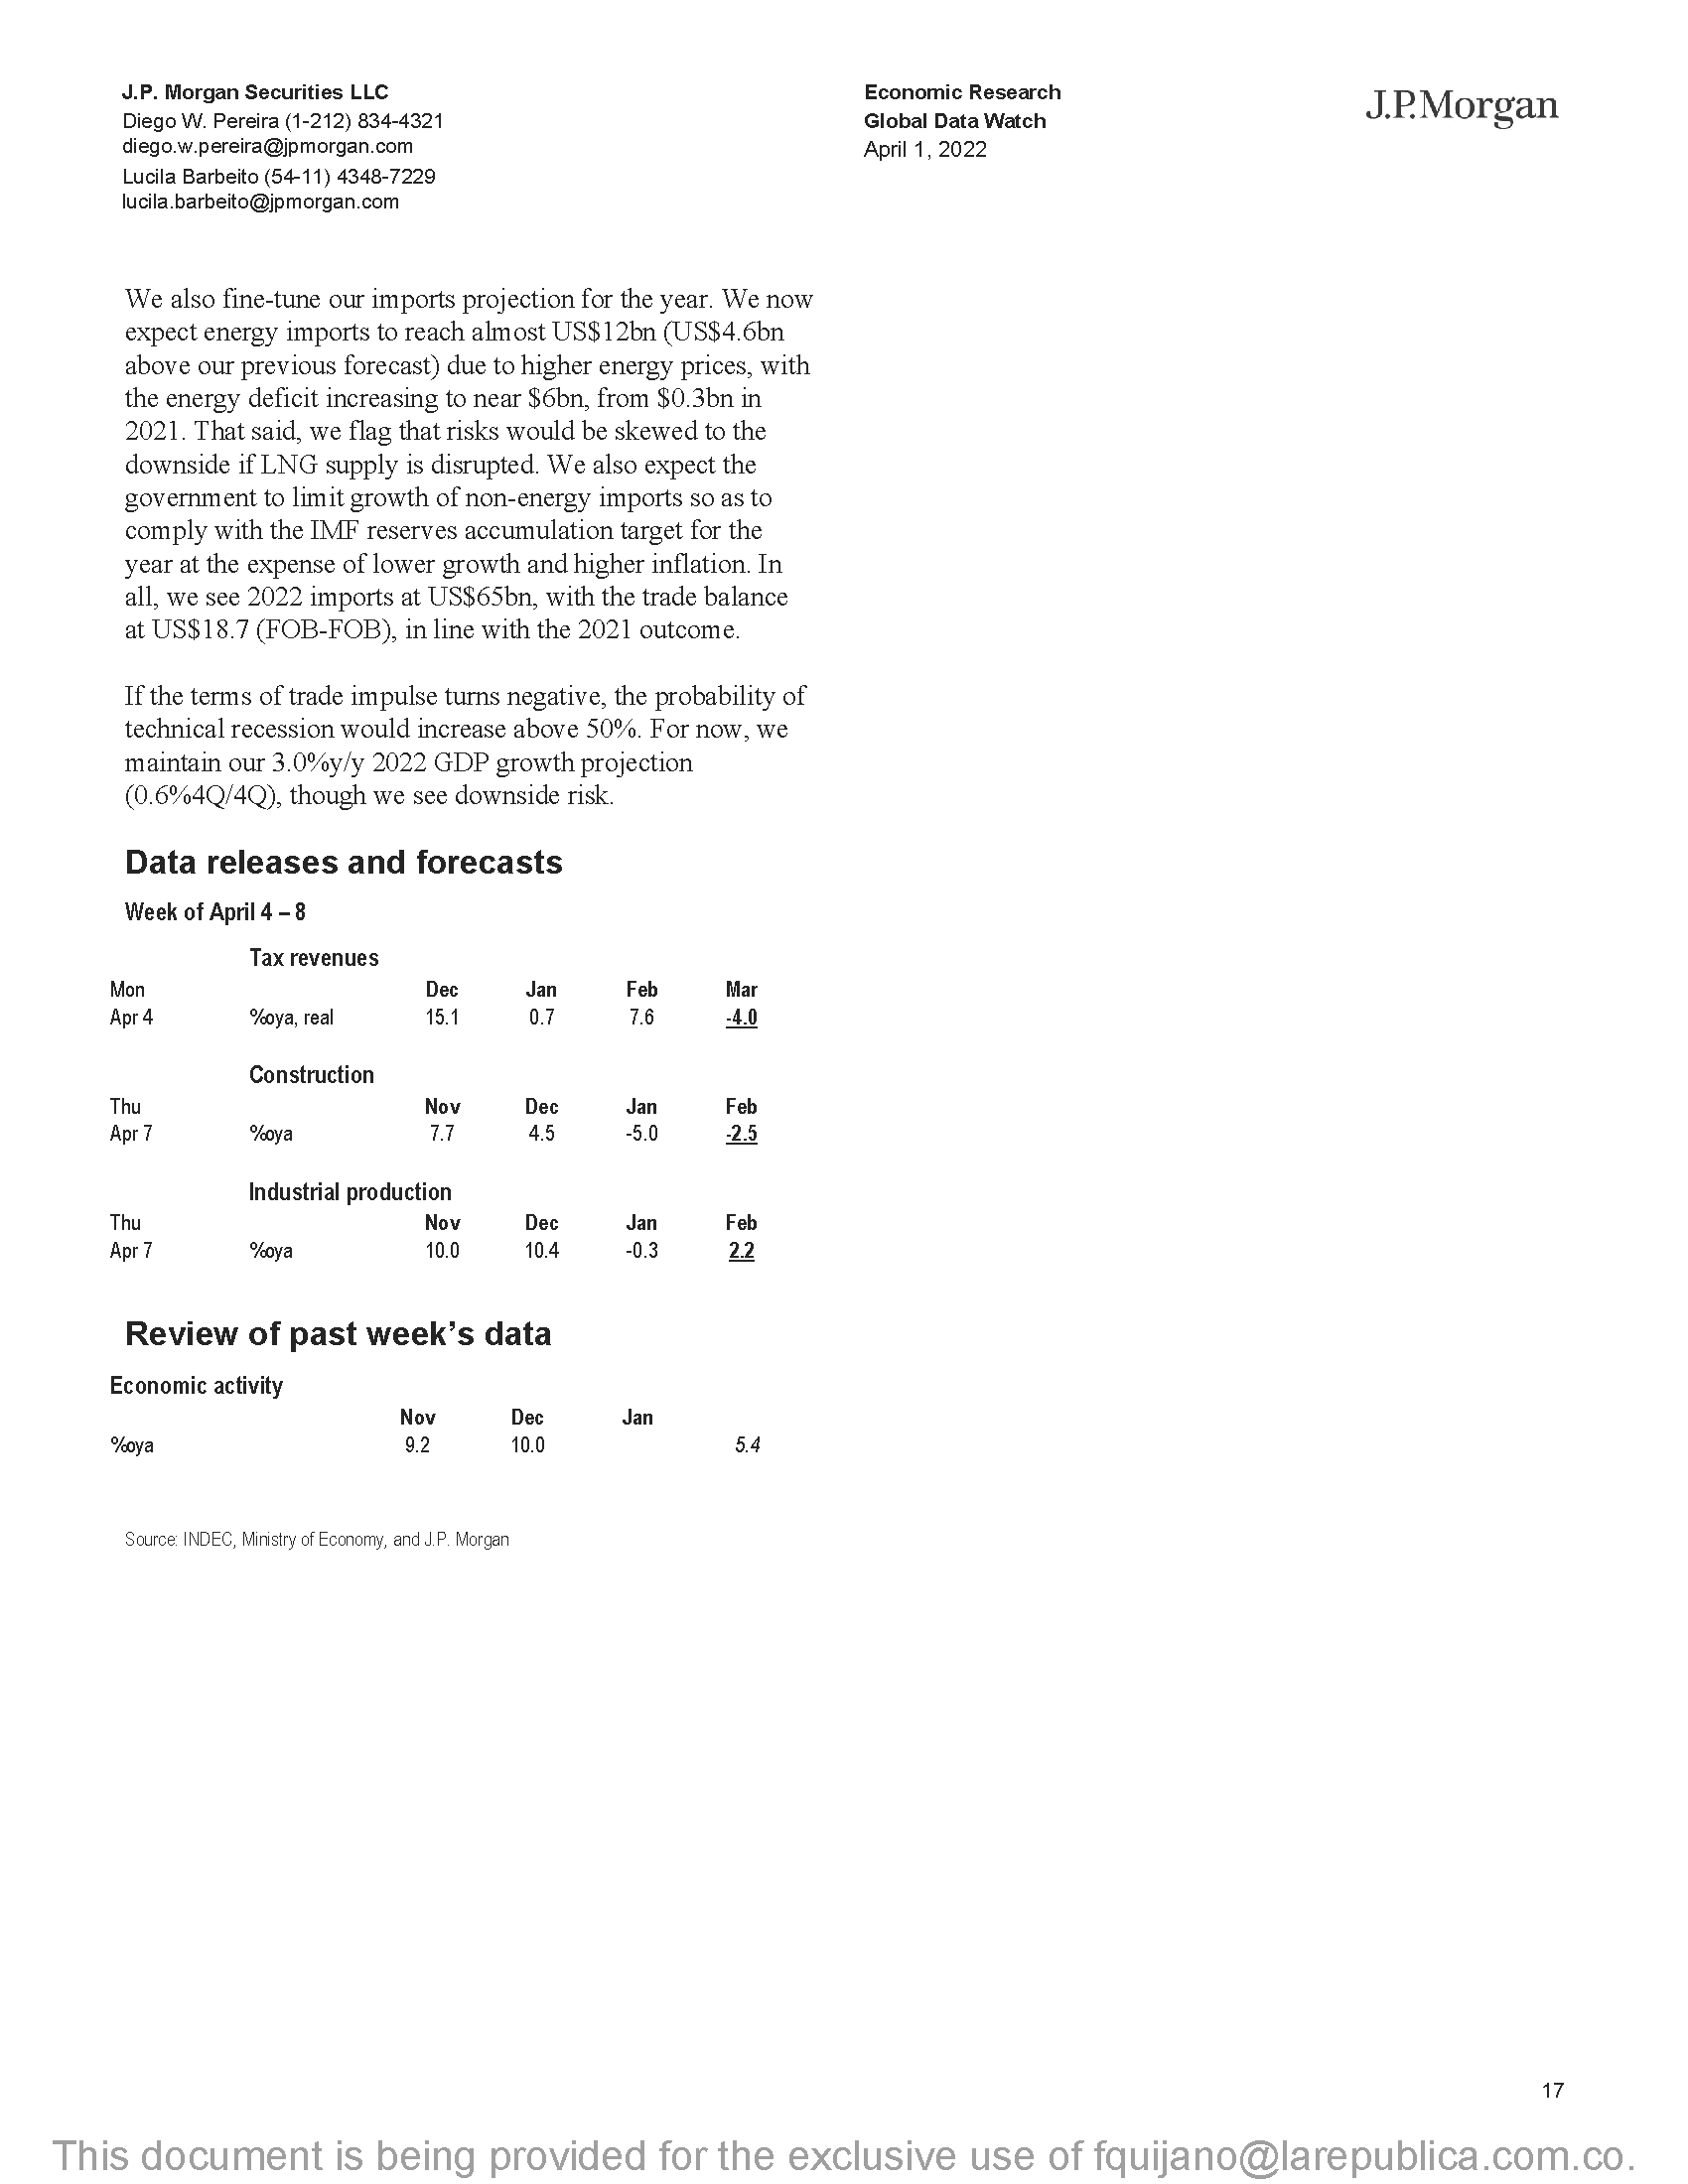 J.P. Morgan Securities LLC
Diego W. Pereira (1-212) 834-4321
diego.w.pereira@jpmorgan.com
Lucila Barbeito (54-11) 4348-7229
lucila.barbeito@jpmorgan.com
Economic Research
Global Data Watch
April 1, 2022
J.P.Morgan
We also fine-tune our imports projection for the year. We now
expect energy imports to reach almost US$12bn (US$4.6bn
above our previous forecast) due to higher energy prices, with
the energy deficit increasing to near $6bn, from $0.3bn in
2021. That said, we flag that risks would be skewed to the
downside if LNG supply is disrupted. We also expect the
government to limit growth of non-energy imports so as to
comply with the IMF reserves accumulation target for the
year at the expense of lower growth and higher inflation. In
all, we see 2022 imports at US$65bn, with the trade balance
at US$18.7 (FOB-FOB), in line with the 2021 outcome.
If the terms of trade impulse turns negative, the probability of
technical recession would increase above 50%. For now, we
maintain our 3.0%y/y 2022 GDP growth projection
(0.6%4Q/4Q), though we see downside risk.
Data releases and forecasts
Week of April 4 – 8
Tax revenues
Mon Dec Jan Feb Mar
Apr 4 %oya, real 15.1 0.7 7.6 -4.0
Construction
Thu Nov Dec Jan Feb
Apr 7 %oya 7.7 4.5 -5.0 -2.5
Industrial production
Thu Nov Dec Jan Feb
Apr 7 %oya 10.0 10.4 -0.3 2.2
Review of past week’s data
Economic activity
Nov Dec Jan
%oya 9.2 10.0 5.4
Source: INDEC, Ministry of Economy, and J.P. Morgan
17
This document is being provided for the exclusive use of fquijano@larepublica.com.co.